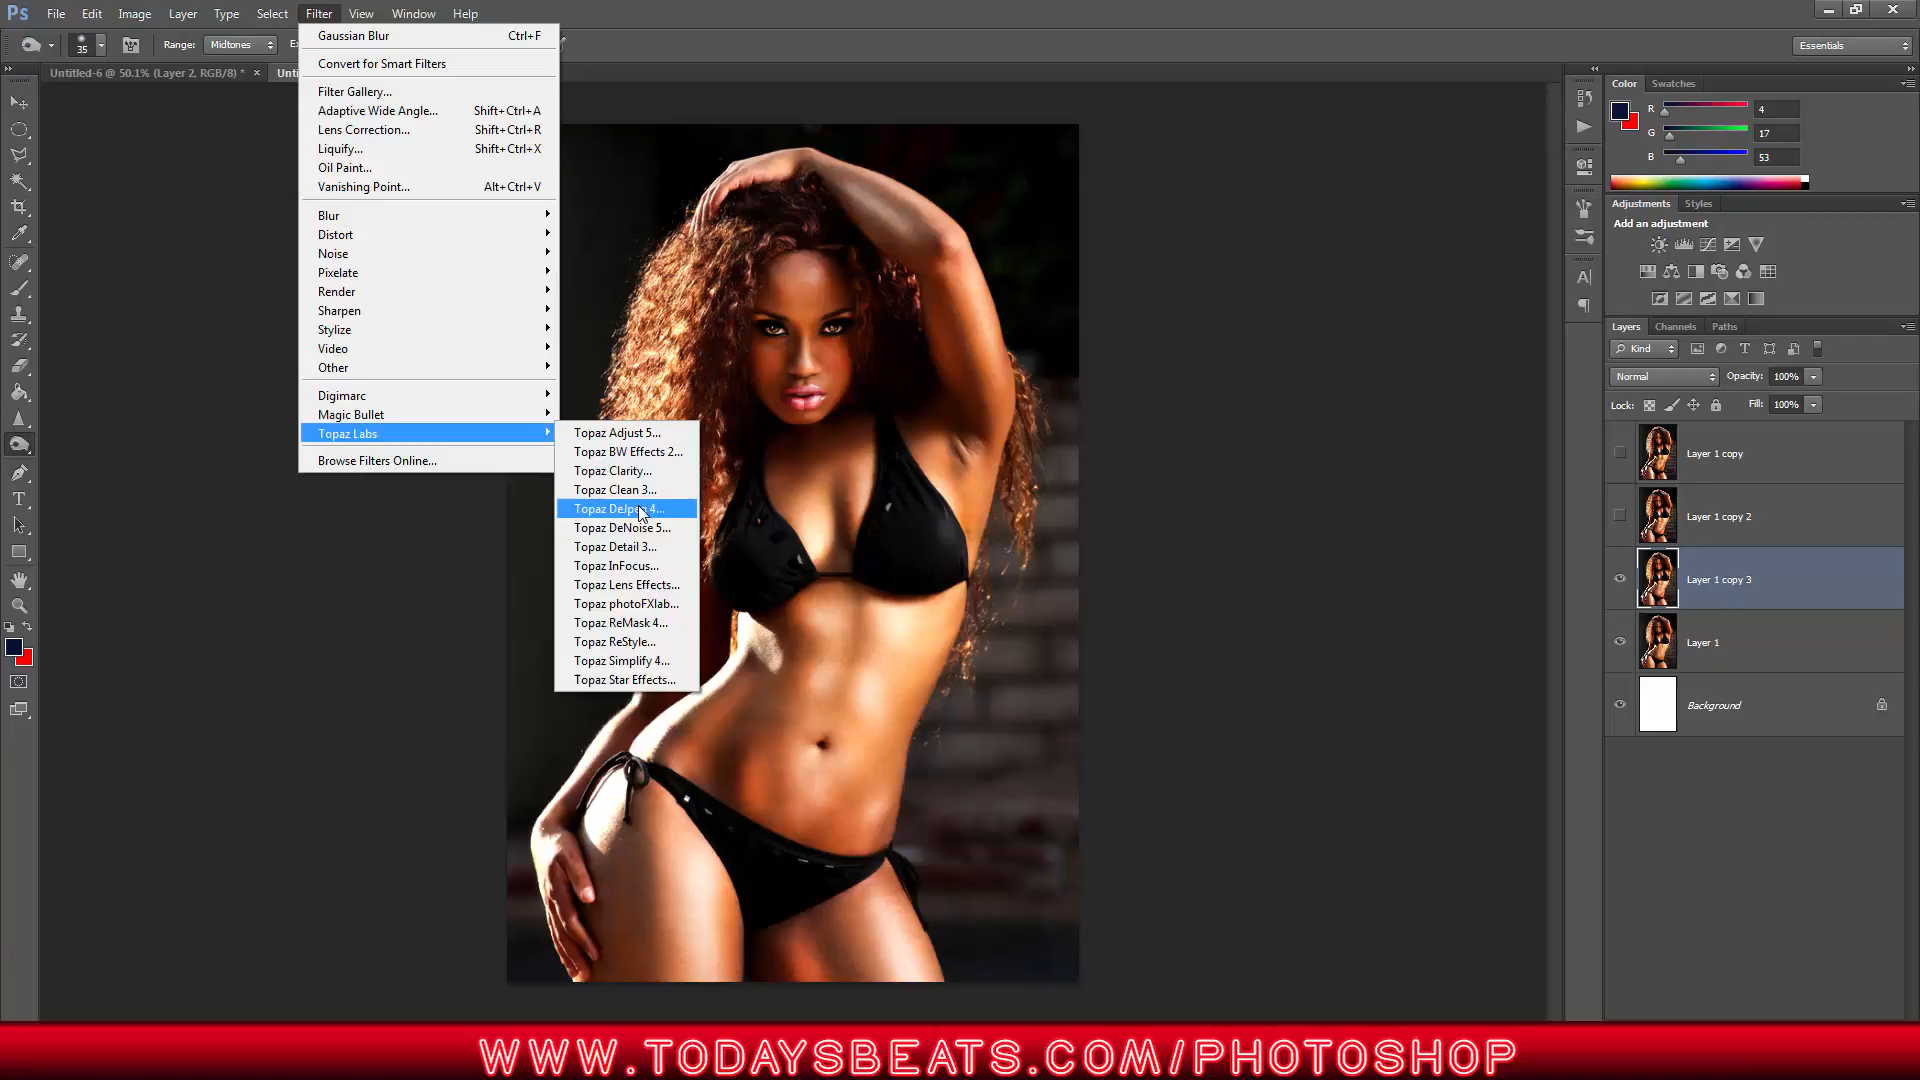 Ps File Edit Image Layer Type Select Filter View Window Help
35 Range: Midtones
Essentials
Untitled-6 @ 50.1% (Layer 2, RGB/8) *
Gaussian Blur Ctrl+F
Convert for Smart Filters
Filter Gallery...
Adaptive Wide Angle... Shift+Ctrl+A
Lens Correction... Shift+Ctrl+R
Liquify... Shift+Ctrl+X
Oil Paint...
Vanishing Point... Alt+Ctrl+V
Blur
Distort
Noise
Pixelate
Render
Sharpen
Stylize
Video
Other
Digimarc
Magic Bullet
Topaz Labs
Browse Filters Online...
Topaz Adjust 5...
Topaz BW Effects 2...
Topaz Clarity...
Topaz Clean 3...
Topaz DeJpeg 4...
Topaz DeNoise 5...
Topaz Detail 3...
Topaz InFocus...
Topaz Lens Effects...
Topaz photoFXlab...
Topaz ReMask 4...
Topaz ReStyle...
Topaz Simplify 4...
Topaz Star Effects...
Color Swatches
R 4
G 17
B 53
Adjustments Styles
Add an adjustment
Layers Channels Paths
Kind
Normal Opacity: 100%
Lock: Fill: 100%
Layer 1 copy
Layer 1 copy 2
Layer 1 copy 3
Layer 1
Background
WWW.TODAYSBEATS.COM/PHOTOSHOP